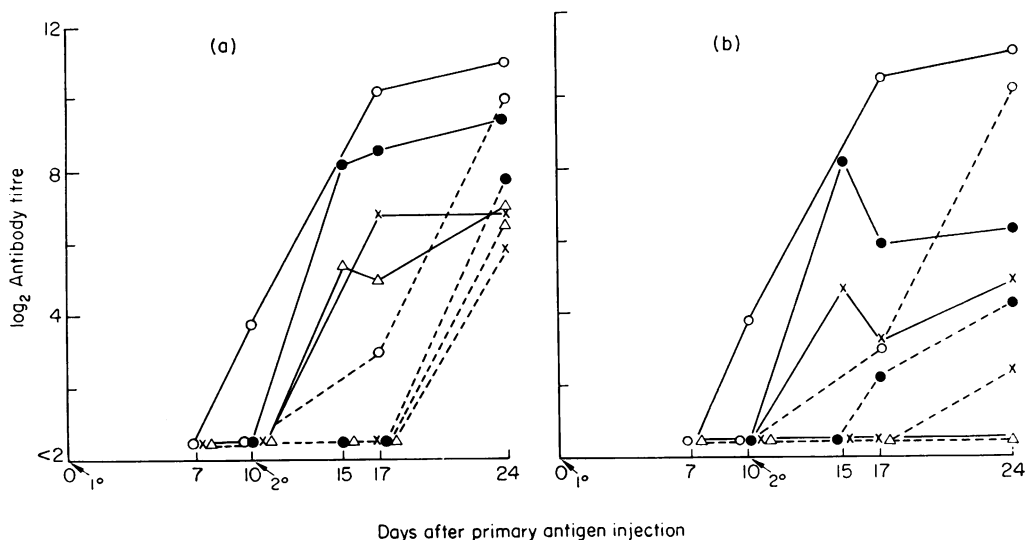 (a)
(b)
12
8
4
<2
log₂ Antibody titre
0 1° 7 10 2° 15 17 24
0 1° 7 10 2° 15 17 24
Days after primary antigen injection